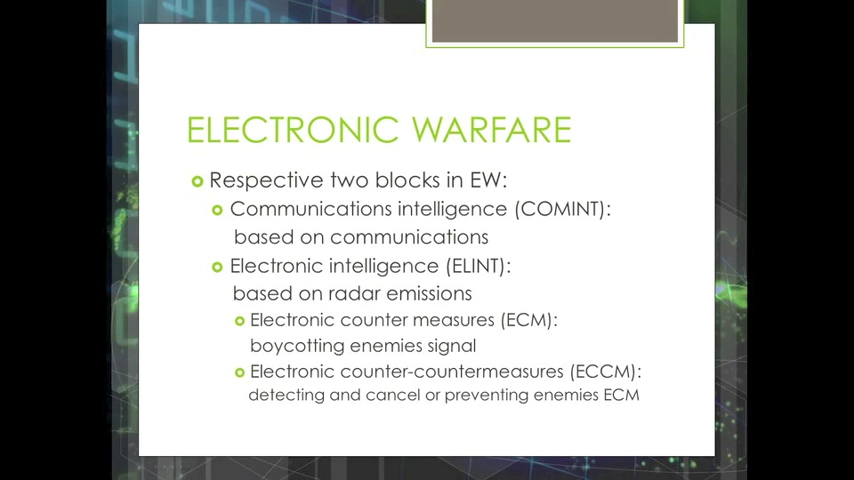 ELECTRONIC WARFARE
Respective two blocks in EW:
Communications intelligence (COMINT):
based on communications
Electronic intelligence (ELINT):
based on radar emissions
Electronic counter measures (ECM):
boycotting enemies signal
Electronic counter-countermeasures (ECCM):
detecting and cancel or preventing enemies ECM